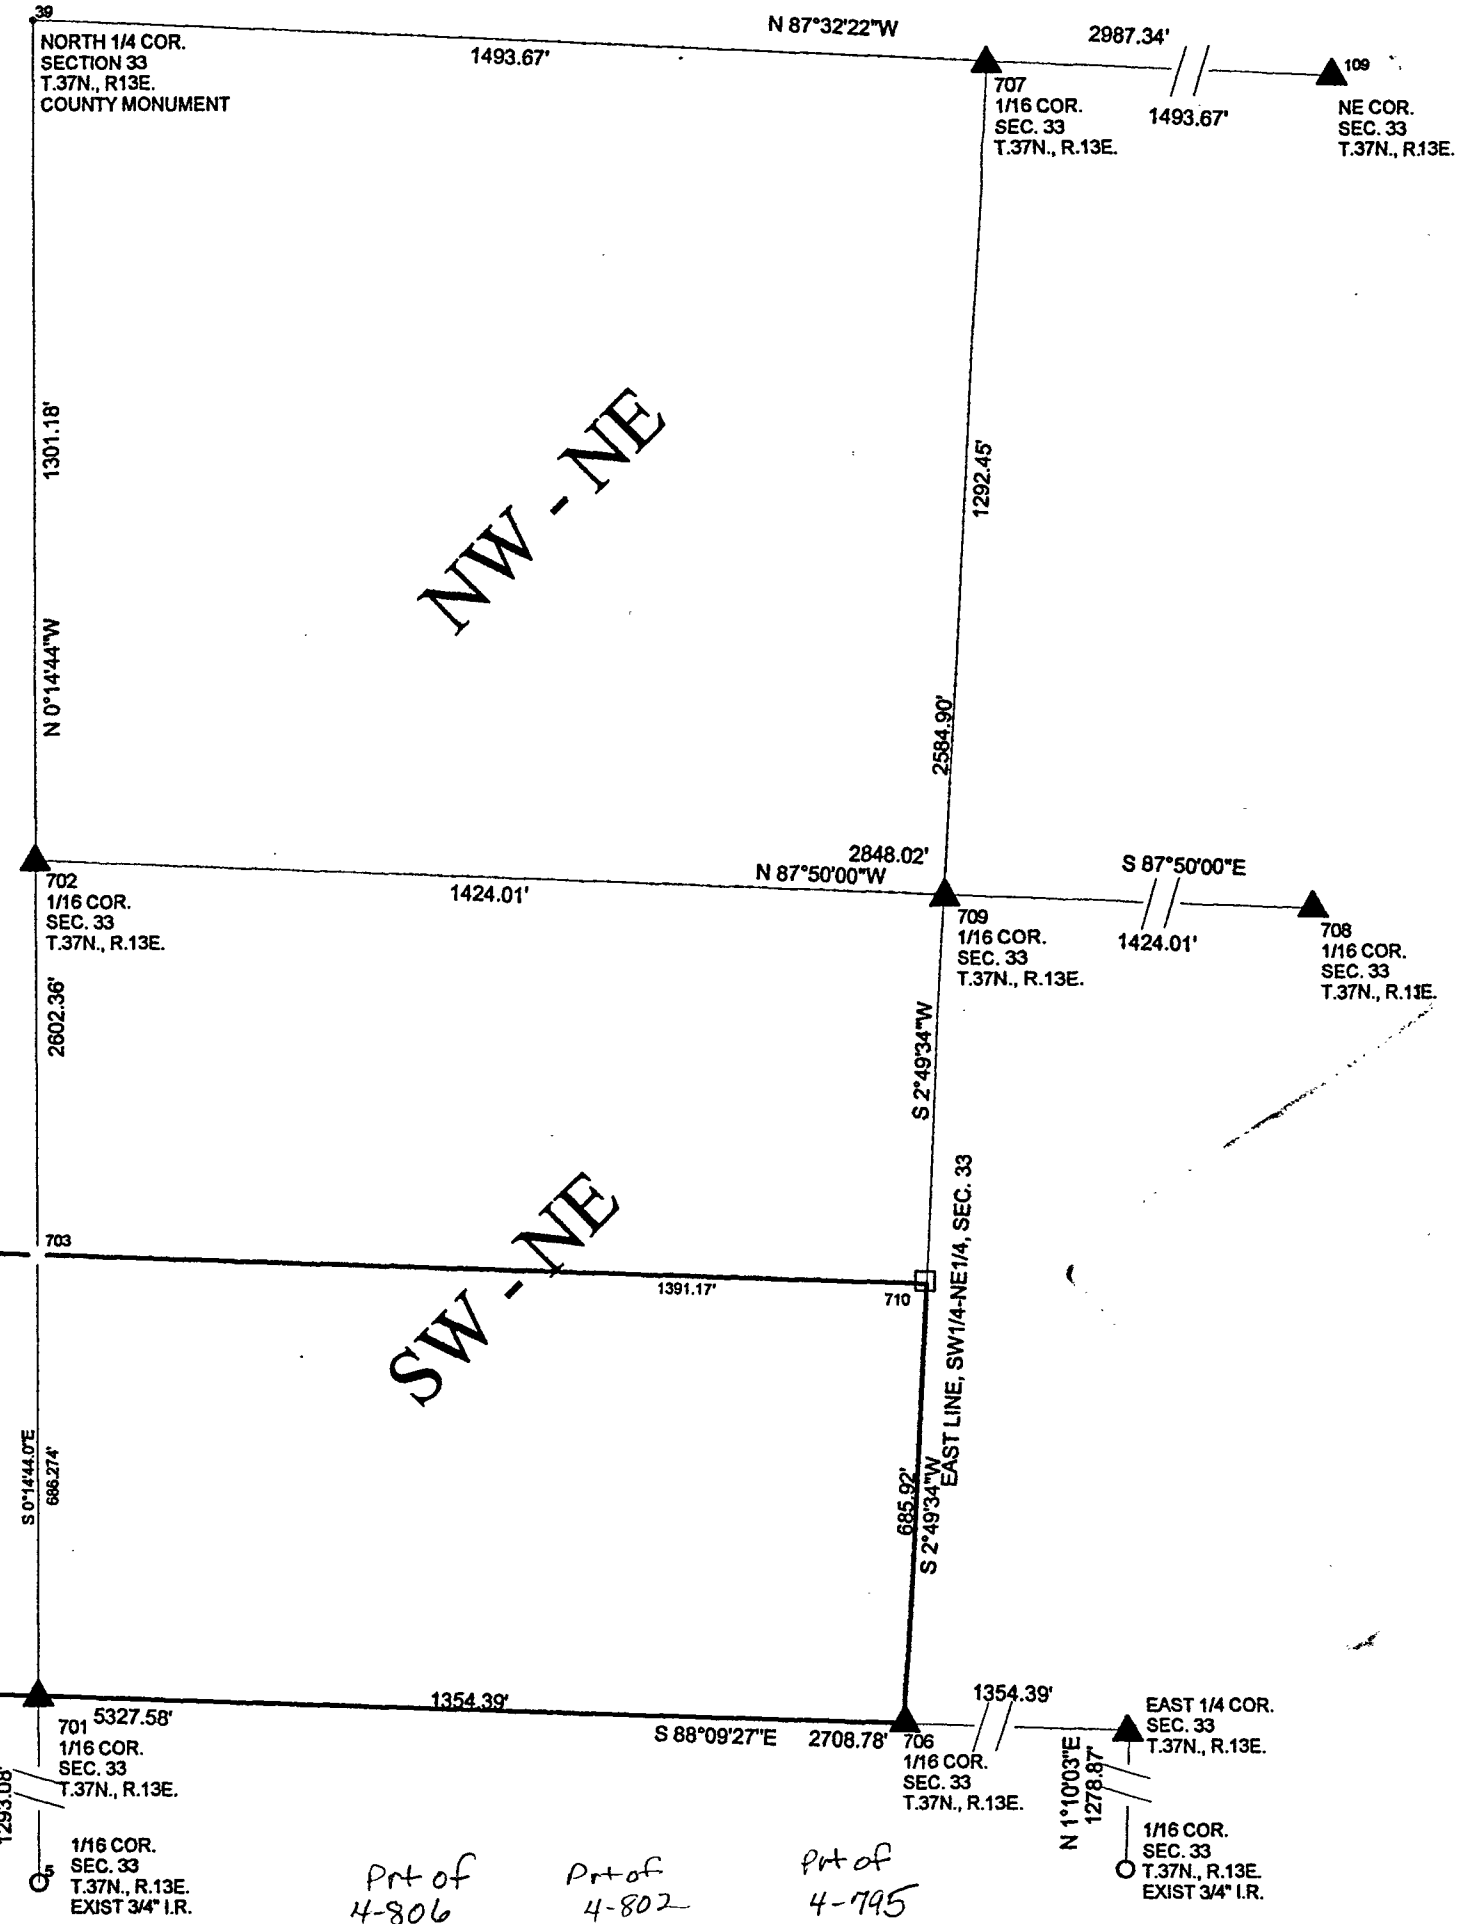 39
NORTH 1/4 COR.
SECTION 33
T.37N., R13E.
COUNTY MONUMENT
N 87°32'22"W
1493.67'
2987.34'
707
1/16 COR.
SEC. 33
T.37N., R.13E.
1493.67'
109
NE COR.
SEC. 33
T.37N., R.13E.
1301.18'
N 0°14'44"W
NW - NE
1292.45'
2584.90'
702
1/16 COR.
SEC. 33
T.37N., R.13E.
1424.01'
2848.02'
N 87°50'00"W
709
1/16 COR.
SEC. 33
T.37N., R.13E.
S 87°50'00"E
1424.01'
708
1/16 COR.
SEC. 33
T.37N., R.13E.
2602.36'
S 2°49'34"W
EAST LINE, SW1/4-NE1/4, SEC. 33
703
SW - NE
1391.17'
710
S 0°14'44.0"E
686.274'
685.92'
S 2°49'34"W
701
5327.58'
1/16 COR.
SEC. 33
T.37N., R.13E.
1354.39'
S 88°09'27"E
2708.78'
706
1/16 COR.
SEC. 33
T.37N., R.13E.
1354.39'
EAST 1/4 COR.
SEC. 33
T.37N., R.13E.
N 1°10'03"E
1278.87'
1293.08'
5
1/16 COR.
SEC. 33
T.37N., R.13E.
EXIST 3/4" I.R.
1/16 COR.
SEC. 33
T.37N., R.13E.
EXIST 3/4" I.R.
Prt of
4-806
Prt of
4-802
Prt of
4-795